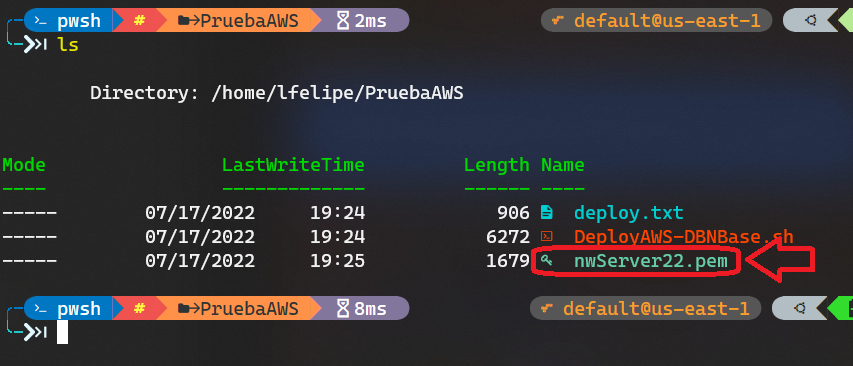 pwsh # PruebaAWS 2ms default@us-east-1
ls
Directory: /home/lfelipe/PruebaAWS
Mode LastWriteTime Length Name
---- ------------- ------ ----
----- 07/17/2022 19:24 906 deploy.txt
----- 07/17/2022 19:24 6272 DeployAWS-DBNBase.sh
----- 07/17/2022 19:25 1679 nwServer22.pem
pwsh # PruebaAWS 8ms default@us-east-1